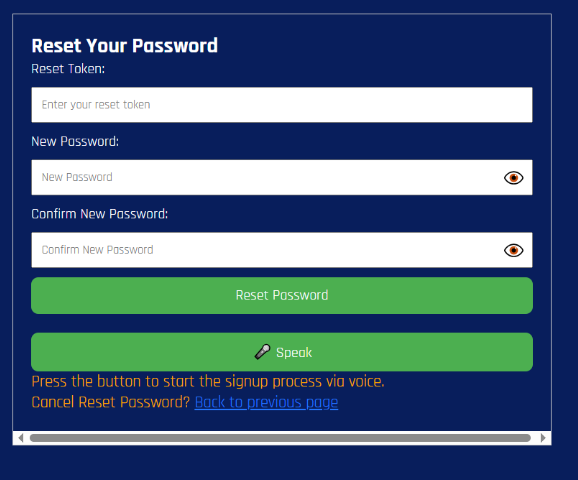 Reset Your Password
Reset Token:
Enter your reset token
New Password:
New Password
Confirm New Password:
Confirm New Password
Reset Password
Speak
Press the button to start the signup process via voice.
Cancel Reset Password? Back to previous page